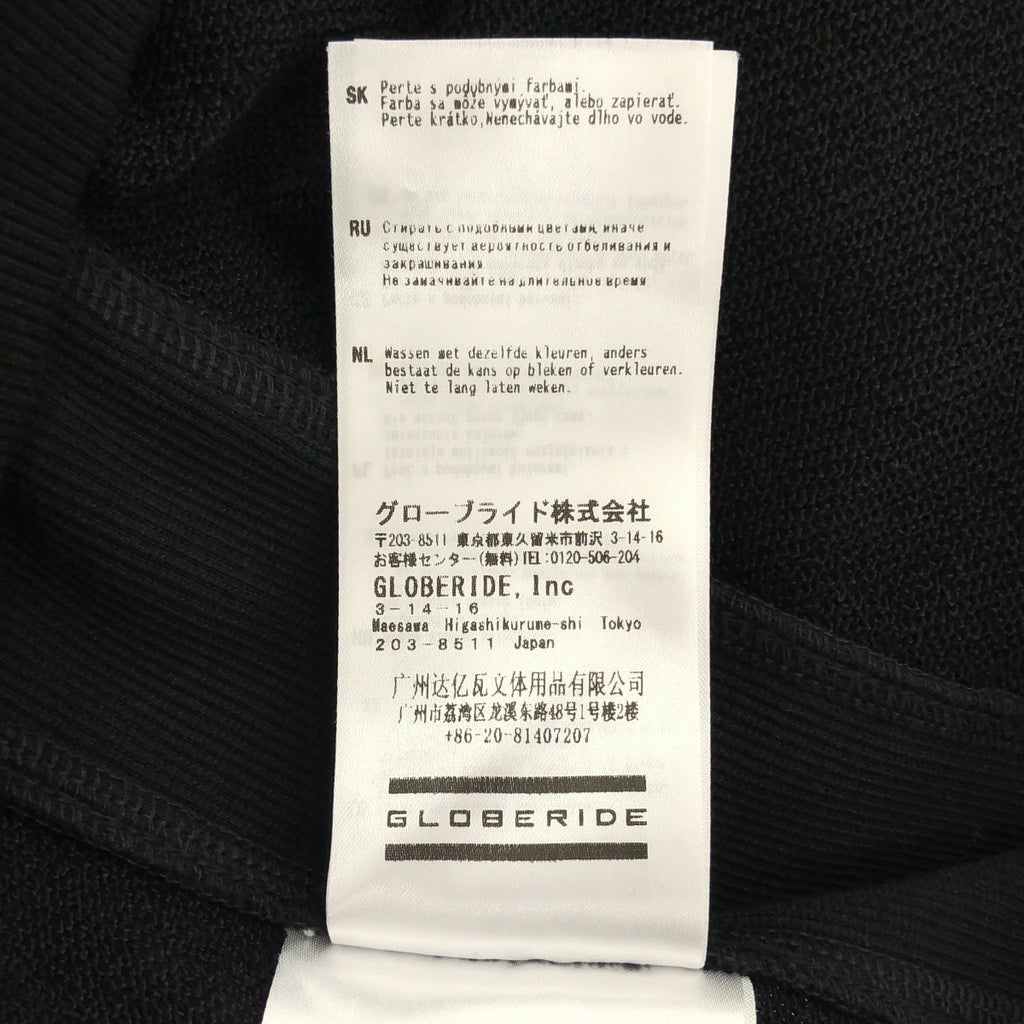 SK Perte s podubnými farbami.
Farba sa môže vymývať, alebo zapierať.
Perte krátko,Nenechávajte dlho vo vode.
RU Стирать с подобными цветами, иначе
существует вероятность отбеливания и
закрашивания
Не замачивайте на длительное время
NL Wassen met dezelfde kleuren, anders
bestaat de kans op bleken of verkleuren.
Niet te lang laten weken.
グローブライド株式会社
〒203-8511 東京都東久留米市前沢 3-14-16
お客様センター(無料)TEL:0120-506-204
GLOBERIDE, Inc
3-14-16
Maesawa Higashikurume-shi Tokyo
203-8511 Japan
广州达亿瓦文体用品有限公司
广州市荔湾区龙溪东路48号1号楼2楼
+86-20-81407207
GLOBERIDE